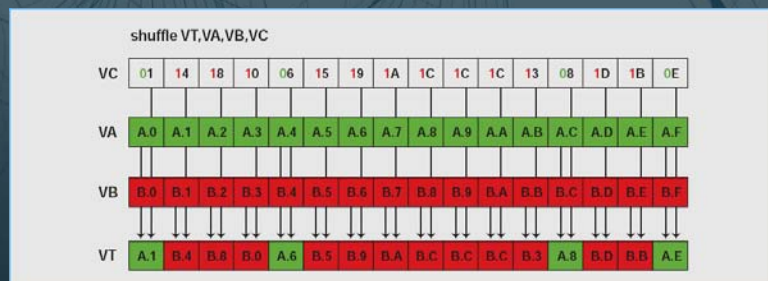 shuffle VT,VA,VB,VC
VC 01 14 18 10 06 15 19 1A 1C 1C 1C 13 08 1D 1B 0E
VA A.0 A.1 A.2 A.3 A.4 A.5 A.6 A.7 A.8 A.9 A.A A.B A.C A.D A.E A.F
VB B.0 B.1 B.2 B.3 B.4 B.5 B.6 B.7 B.8 B.9 B.A B.B B.C B.D B.E B.F
VT A.1 B.4 B.8 B.0 A.6 B.5 B.9 B.A B.C B.C B.C B.3 A.8 B.D B.B A.E